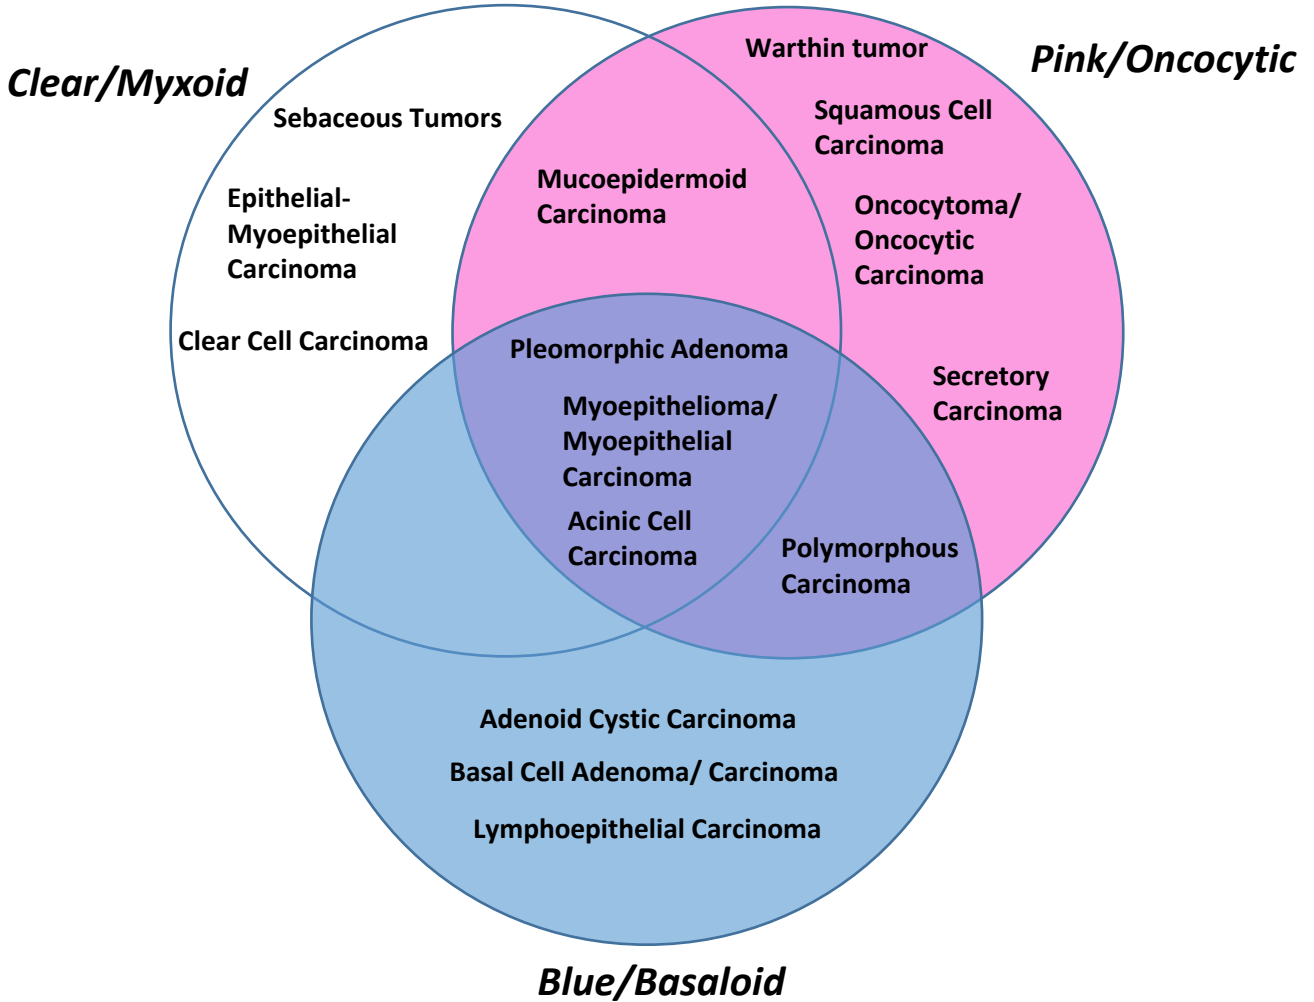 Clear/Myxoid
Pink/Oncocytic
Warthin tumor
Sebaceous Tumors
Squamous Cell
Carcinoma
Mucoepidermoid
Carcinoma
Epithelial-
Myoepithelial
Carcinoma
Oncocytoma/
Oncocytic
Carcinoma
Clear Cell Carcinoma
Pleomorphic Adenoma
Secretory
Carcinoma
Myoepithelioma/
Myoepithelial
Carcinoma
Acinic Cell
Carcinoma
Polymorphous
Carcinoma
Adenoid Cystic Carcinoma
Basal Cell Adenoma/ Carcinoma
Lymphoepithelial Carcinoma
Blue/Basaloid